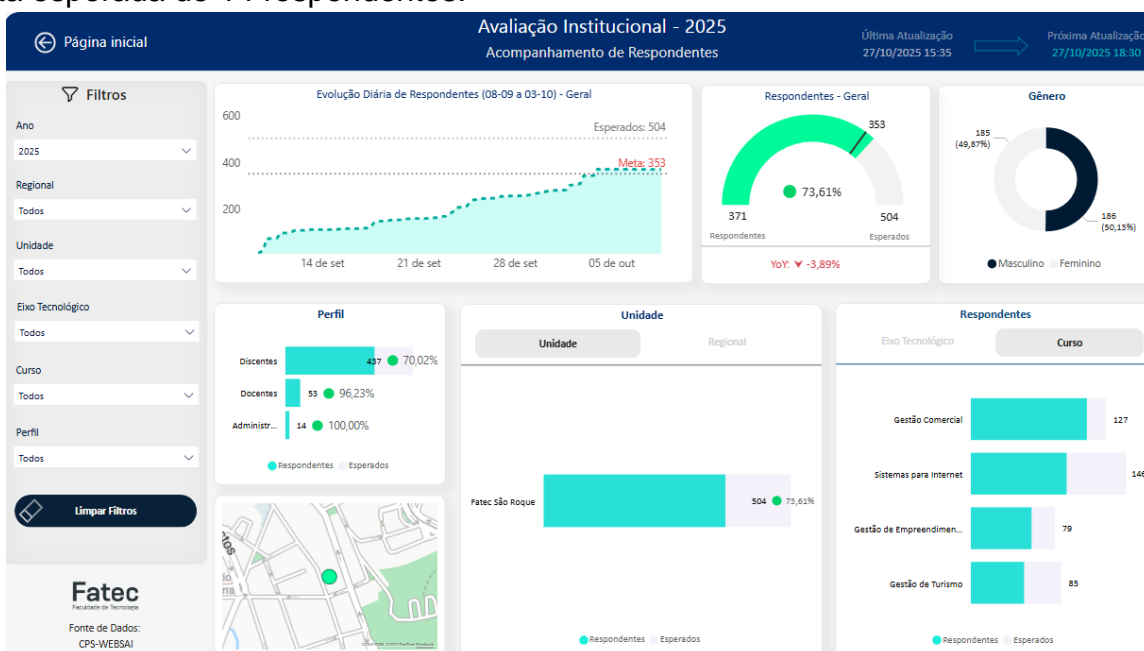 Avaliação Institucional - 2025
Acompanhamento de Respondentes
Página inicial
Última Atualização
27/10/2025 15:35
Próxima Atualização
27/10/2025 18:30
Filtros
Ano
2025
Regional
Todos
Unidade
Todos
Eixo Tecnológico
Todos
Curso
Todos
Perfil
Todos
Limpar Filtros
Fatec
Faculdade de Tecnologia
Fonte de Dados:
CPS-WEBSAI
Evolução Diária de Respondentes (08-09 a 03-10) - Geral
600
Esperados: 504
400
Meta: 353
200
14 de set
21 de set
28 de set
05 de out
Respondentes - Geral
353
73,61%
371
504
Respondentes
Esperados
YoY: -3,89%
Gênero
185
(49,87%)
186
(50,13%)
Masculino Feminino
Perfil
Discentes 437 70,02%
Docentes 53 96,23%
Administr... 14 100,00%
Respondentes Esperados
Unidade
Unidade Regional
Fatec São Roque 504 73,61%
Respondentes Esperados
Respondentes
Eixo Tecnológico Curso
Gestão Comercial 127
Sistemas para Internet 146
Gestão de Empreendimen... 79
Gestão de Turismo 85
Respondentes Esperados